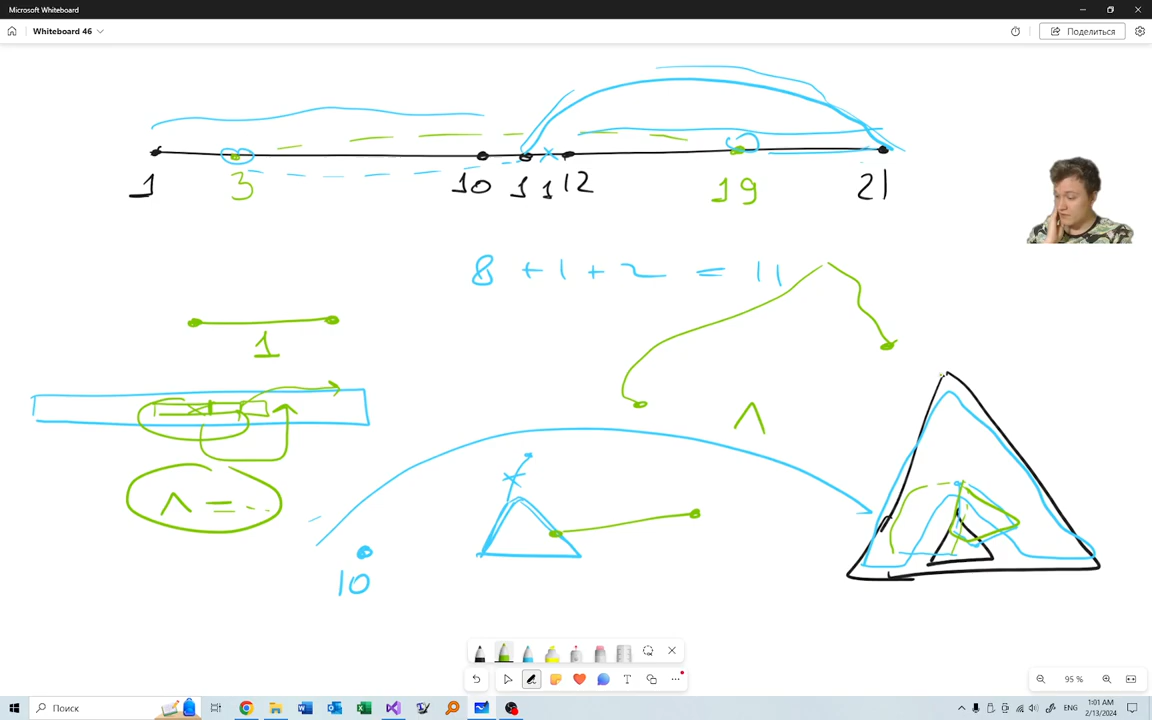 Microsoft Whiteboard
Whiteboard 46
Поделиться
1 3 10 11 12 19 21
8 + 1 + 2 = 11
1
Λ
Λ = ...
10
95 %
Поиск
ENG
1:01 AM
2/13/2024